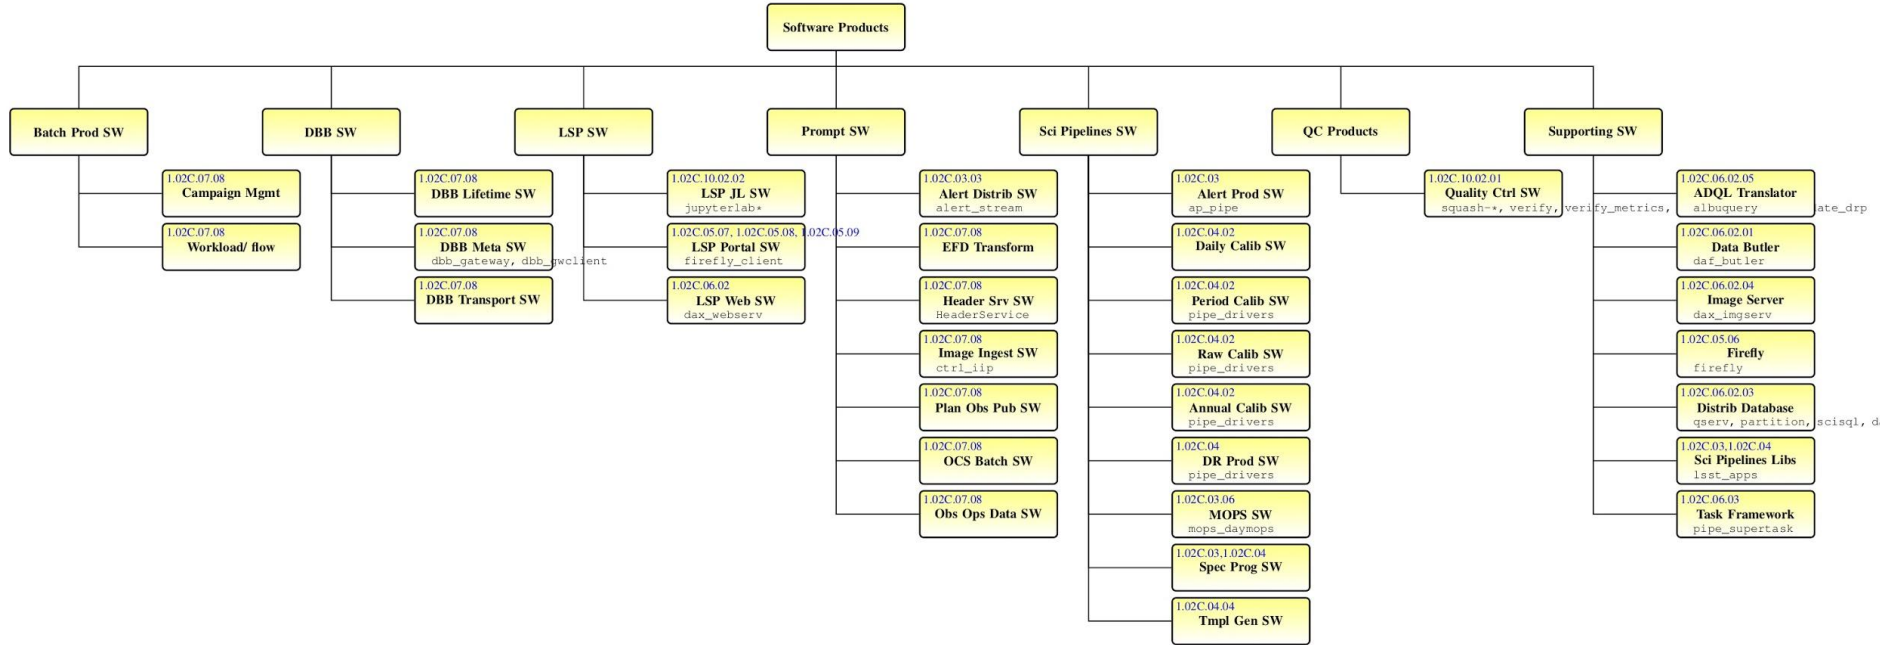 Software Products
Batch Prod SW
DBB SW
LSP SW
Prompt SW
Sci Pipelines SW
QC Products
Supporting SW
1.02C.07.08
Campaign Mgmt
1.02C.07.08
Workload/ flow
1.02C.07.08
DBB Lifetime SW
1.02C.07.08
DBB Meta SW
dbb_gateway, dbb_gwclient
1.02C.07.08
DBB Transport SW
1.02C.10.02.02
LSP JL SW
jupyterlab*
1.02C.05.07, 1.02C.05.08, 1.02C.05.09
LSP Portal SW
firefly_client
1.02C.06.02
LSP Web SW
dax_webserv
1.02C.03.03
Alert Distrib SW
alert_stream
1.02C.07.08
EFD Transform
1.02C.07.08
Header Srv SW
HeaderService
1.02C.07.08
Image Ingest SW
ctrl_iip
1.02C.07.08
Plan Obs Pub SW
1.02C.07.08
OCS Batch SW
1.02C.07.08
Obs Ops Data SW
1.02C.03
Alert Prod SW
ap_pipe
1.02C.04.02
Daily Calib SW
1.02C.04.02
Period Calib SW
pipe_drivers
1.02C.04.02
Raw Calib SW
pipe_drivers
1.02C.04.02
Annual Calib SW
pipe_drivers
1.02C.04
DR Prod SW
pipe_drivers
1.02C.03.06
MOPS SW
mops_daymops
1.02C.03,1.02C.04
Spec Prog SW
1.02C.04.04
Tmpl Gen SW
1.02C.10.02.01
Quality Ctrl SW
squash-*, verify, verify_metrics,
1.02C.06.02.05
ADQL Translator
albuquery
1.02C.06.02.01
Data Butler
daf_butler
1.02C.06.02.04
Image Server
dax_imgserv
1.02C.05.06
Firefly
firefly
1.02C.06.02.03
Distrib Database
qserv, partition, scisql,
1.02C.03,1.02C.04
Sci Pipelines Libs
lsst_apps
1.02C.06.03
Task Framework
pipe_supertask